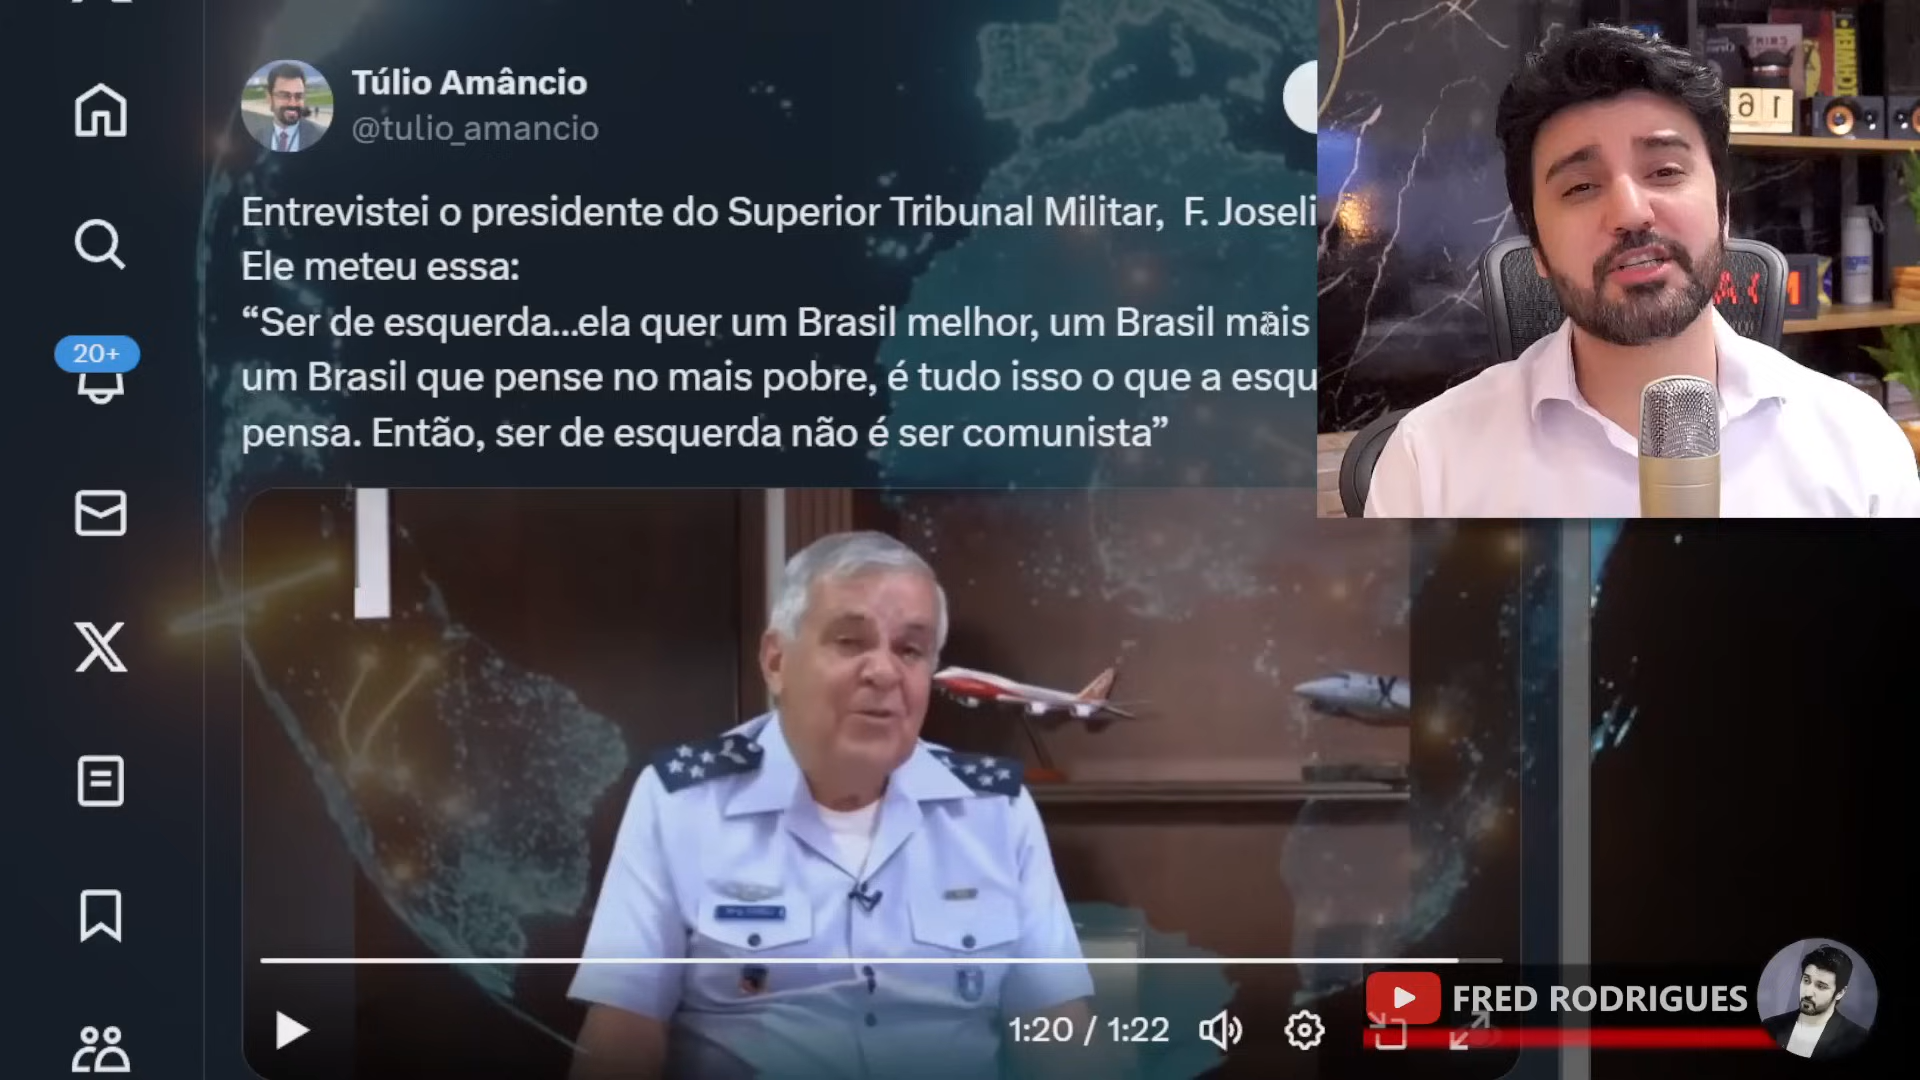 Túlio Amâncio
@tulio_amancio
Entrevistei o presidente do Superior Tribunal Militar, F. Joseli
Ele meteu essa:
“Ser de esquerda...ela quer um Brasil melhor, um Brasil mais
um Brasil que pense no mais pobre, é tudo isso o que a esqu
pensa. Então, ser de esquerda não é ser comunista”
20+
1:20 / 1:22
FRED RODRIGUES
16